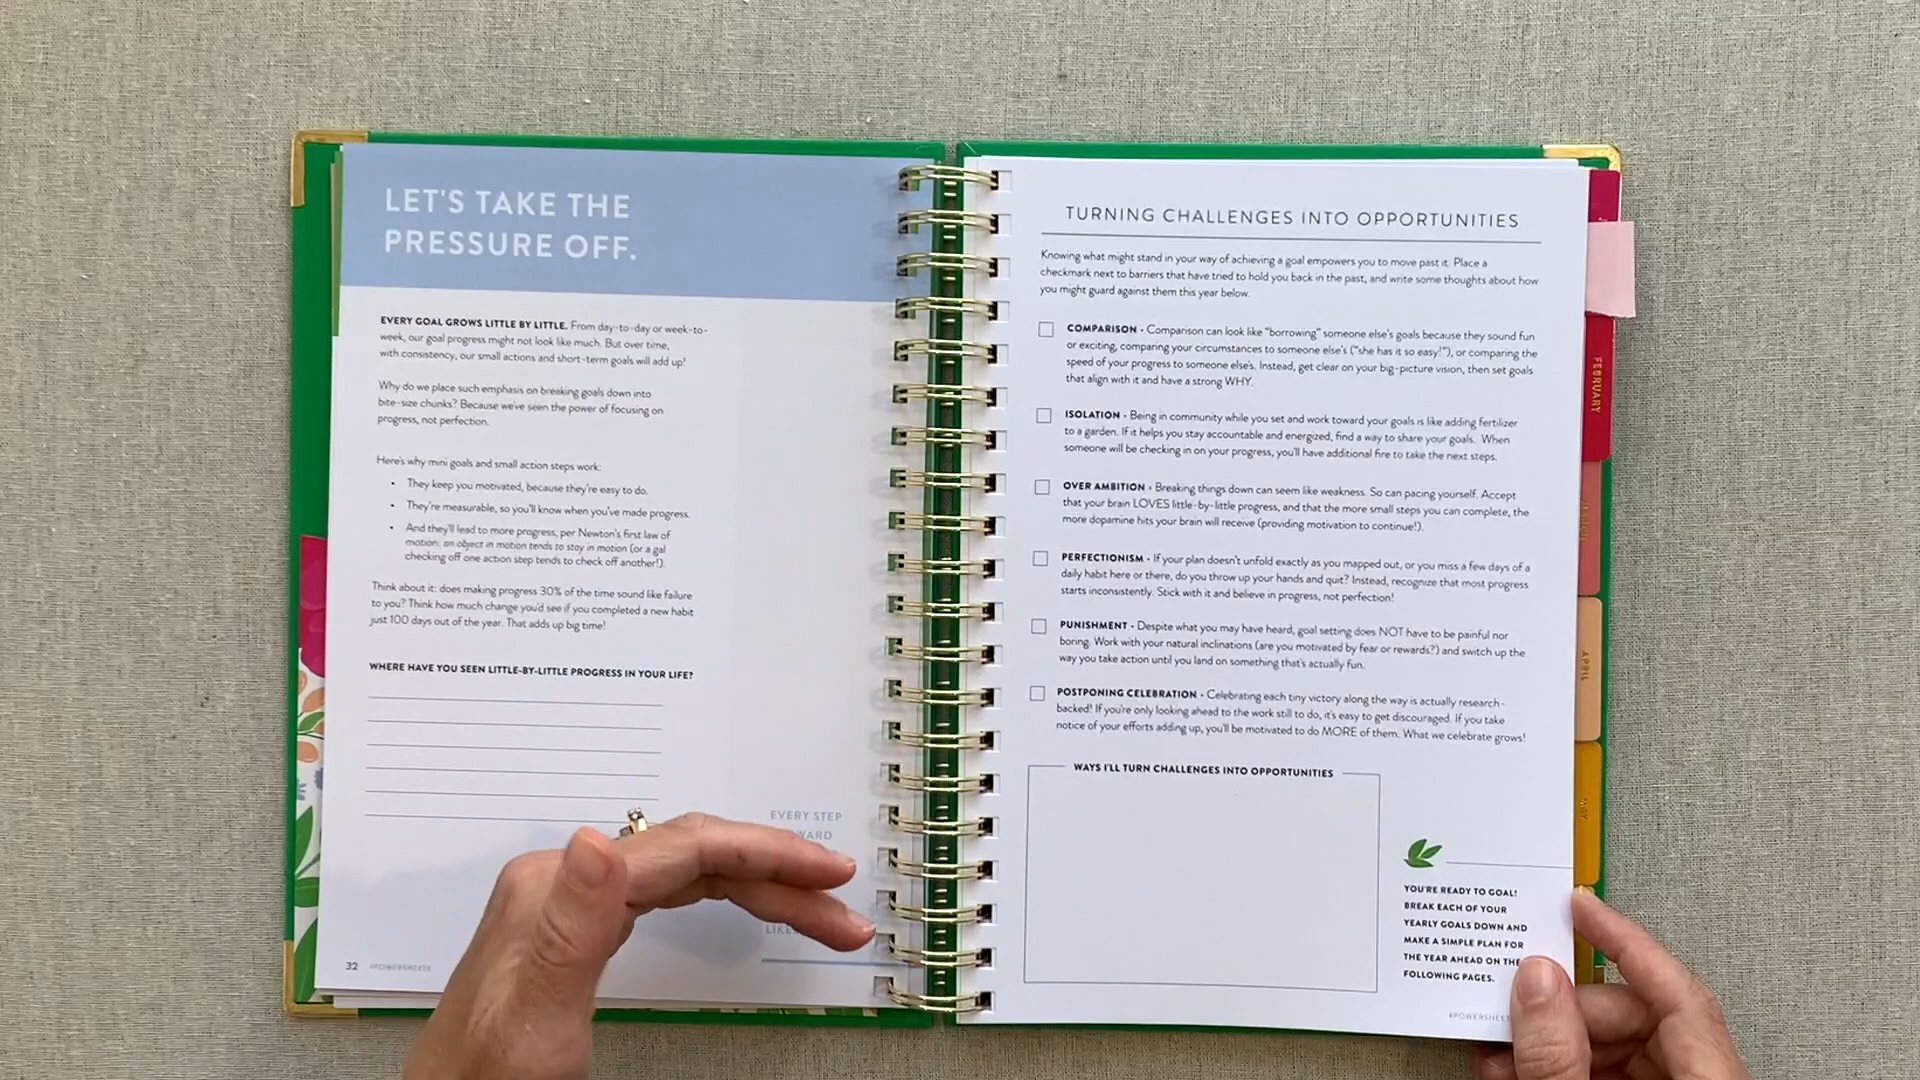 LET'S TAKE THE
PRESSURE OFF.
EVERY GOAL GROWS LITTLE BY LITTLE. From day-to-day or week-to-
week, our goal progress might not look like much. But over time,
with consistency, our small actions and short-term goals will add up!
Why do we place such emphasis on breaking goals down into
bite-size chunks? Because we've seen the power of focusing on
progress, not perfection.
Here's why mini goals and small action steps work:
• They keep you motivated, because they're easy to do.
• They're measurable, so you'll know when you've made progress.
• And they'll lead to more progress, per Newton's first law of
motion: an object in motion tends to stay in motion (or a gal
checking off one action step tends to check off another!).
Think about it: does making progress 30% of the time sound like failure
to you? Think how much change you'd see if you completed a new habit
just 100 days out of the year. That adds up big time!
WHERE HAVE YOU SEEN LITTLE-BY-LITTLE PROGRESS IN YOUR LIFE?
EVERY STEP
32 #POWERSHEETS
TURNING CHALLENGES INTO OPPORTUNITIES
Knowing what might stand in your way of achieving a goal empowers you to move past it. Place a
checkmark next to barriers that have tried to hold you back in the past, and write some thoughts about how
you might guard against them this year below.
COMPARISON - Comparison can look like "borrowing" someone else's goals because they sound fun
or exciting, comparing your circumstances to someone else's ("she has it so easy!"), or comparing the
speed of your progress to someone else's. Instead, get clear on your big-picture vision, then set goals
that align with it and have a strong WHY.
ISOLATION - Being in community while you set and work toward your goals is like adding fertilizer
to a garden. If it helps you stay accountable and energized, find a way to share your goals. When
someone will be checking in on your progress, you'll have additional fire to take the next steps.
OVER AMBITION - Breaking things down can seem like weakness. So can pacing yourself. Accept
that your brain LOVES little-by-little progress, and that the more small steps you can complete, the
more dopamine hits your brain will receive (providing motivation to continue!).
PERFECTIONISM - If your plan doesn't unfold exactly as you mapped out, or you miss a few days of a
daily habit here or there, do you throw up your hands and quit? Instead, recognize that most progress
starts inconsistently. Stick with it and believe in progress, not perfection!
PUNISHMENT - Despite what you may have heard, goal setting does NOT have to be painful nor
boring. Work with your natural inclinations (are you motivated by fear or rewards?) and switch up the
way you take action until you land on something that's actually fun.
POSTPONING CELEBRATION - Celebrating each tiny victory along the way is actually research-
backed! If you're only looking ahead to the work still to do, it's easy to get discouraged. If you take
notice of your efforts adding up, you'll be motivated to do MORE of them. What we celebrate grows!
WAYS I'LL TURN CHALLENGES INTO OPPORTUNITIES
YOU'RE READY TO GOAL!
BREAK EACH OF YOUR
YEARLY GOALS DOWN AND
MAKE A SIMPLE PLAN FOR
THE YEAR AHEAD ON THE
FOLLOWING PAGES.
FEBRUARY
APRIL
MAY